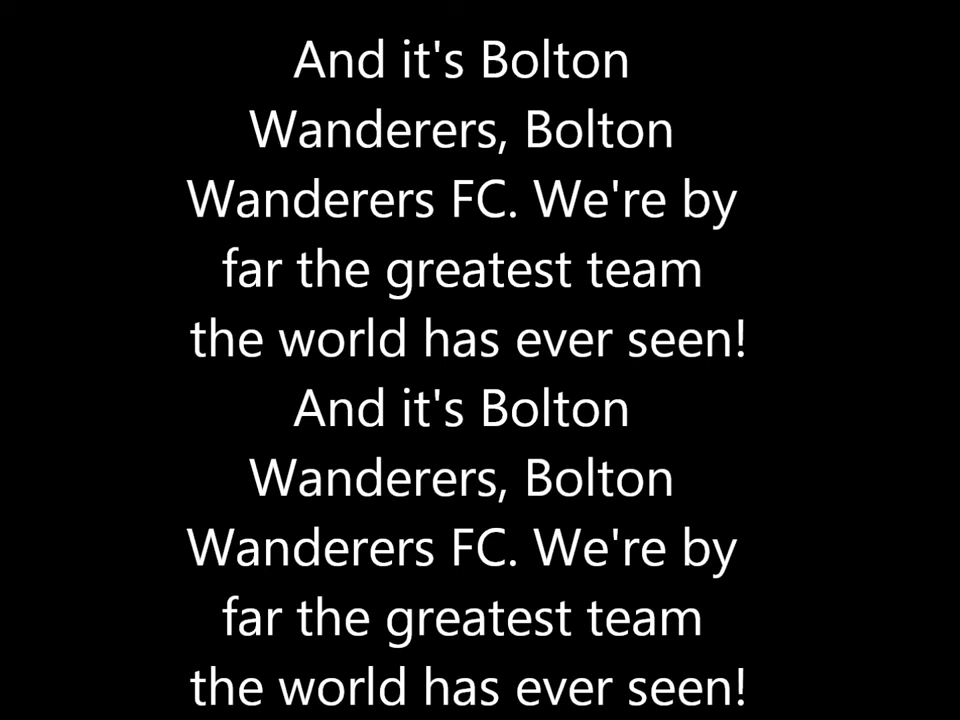 And it's Bolton
Wanderers, Bolton
Wanderers FC. We're by
far the greatest team
the world has ever seen!
And it's Bolton
Wanderers, Bolton
Wanderers FC. We're by
far the greatest team
the world has ever seen!